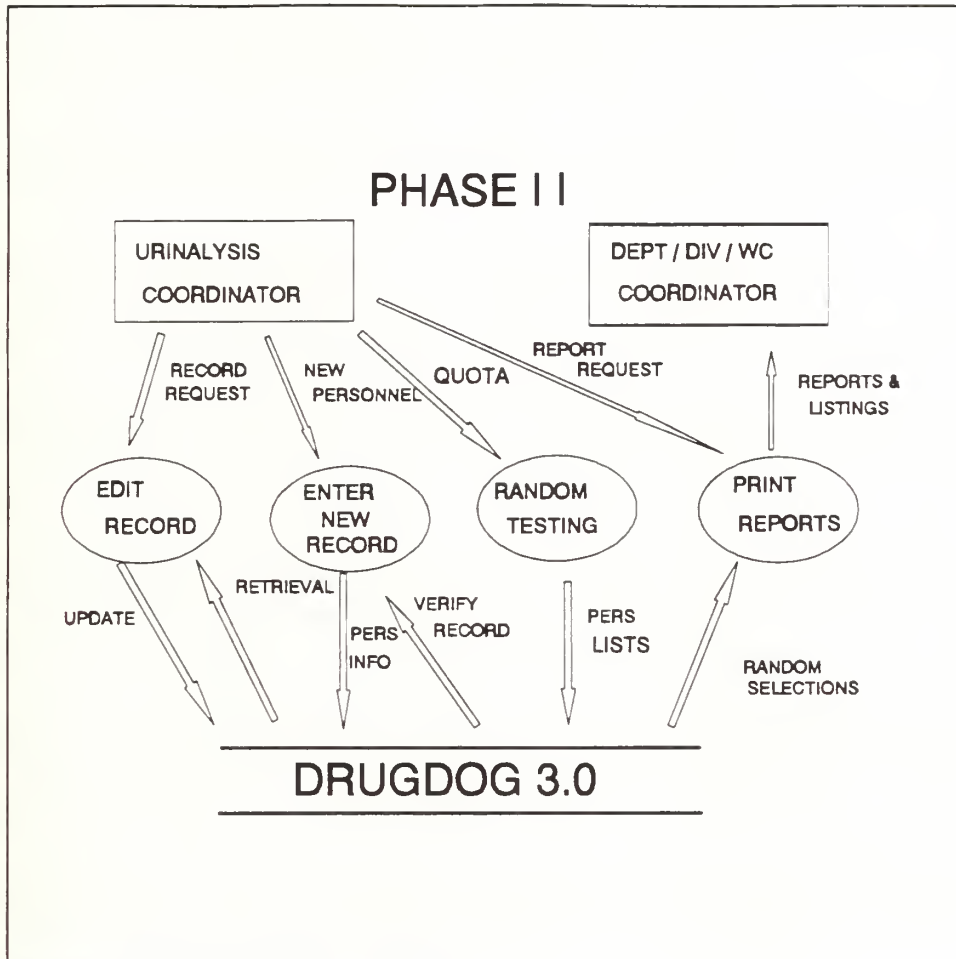 PHASE II
URINALYSIS
COORDINATOR
DEPT / DIV / WC
COORDINATOR
RECORD
REQUEST
NEW
PERSONNEL
QUOTA
REPORT
REQUEST
REPORTS &
LISTINGS
EDIT
RECORD
ENTER
NEW
RECORD
RANDOM
TESTING
PRINT
REPORTS
UPDATE
RETRIEVAL
PERS
INFO
VERIFY
RECORD
PERS
LISTS
RANDOM
SELECTIONS
DRUGDOG 3.0